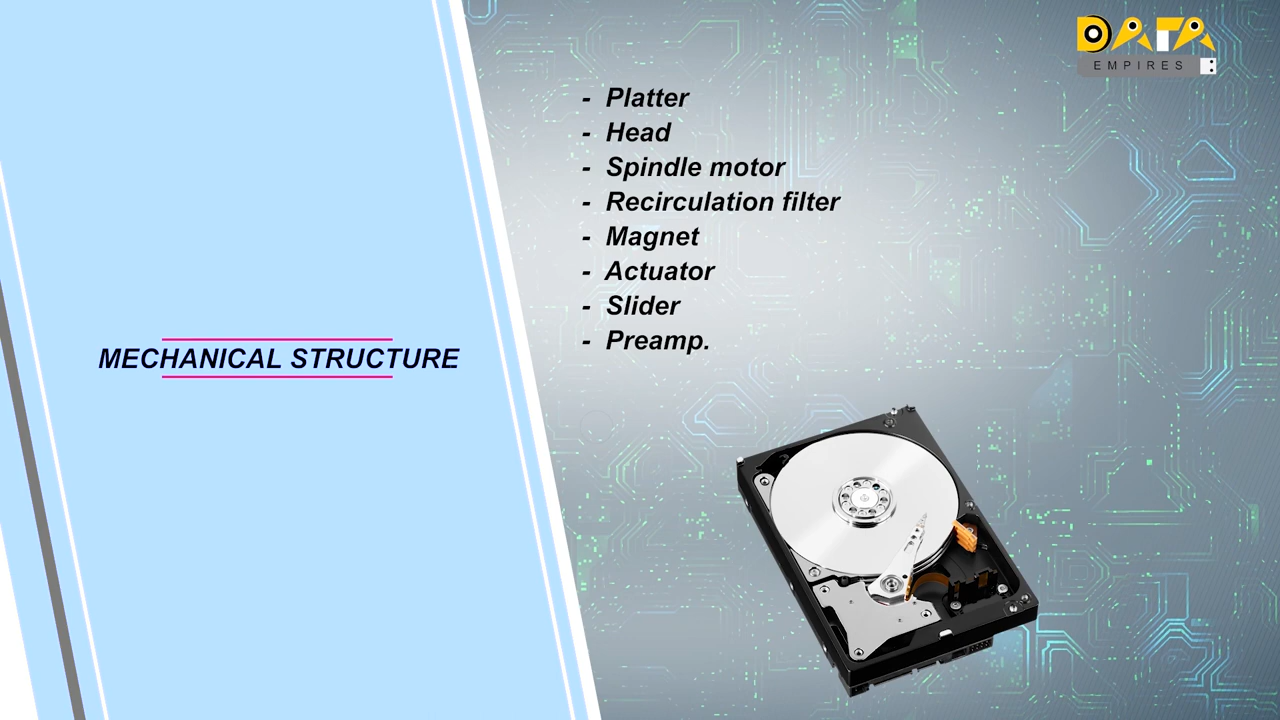 DATA
EMPIRES
- Platter
- Head
- Spindle motor
- Recirculation filter
- Magnet
- Actuator
- Slider
- Preamp.
MECHANICAL STRUCTURE